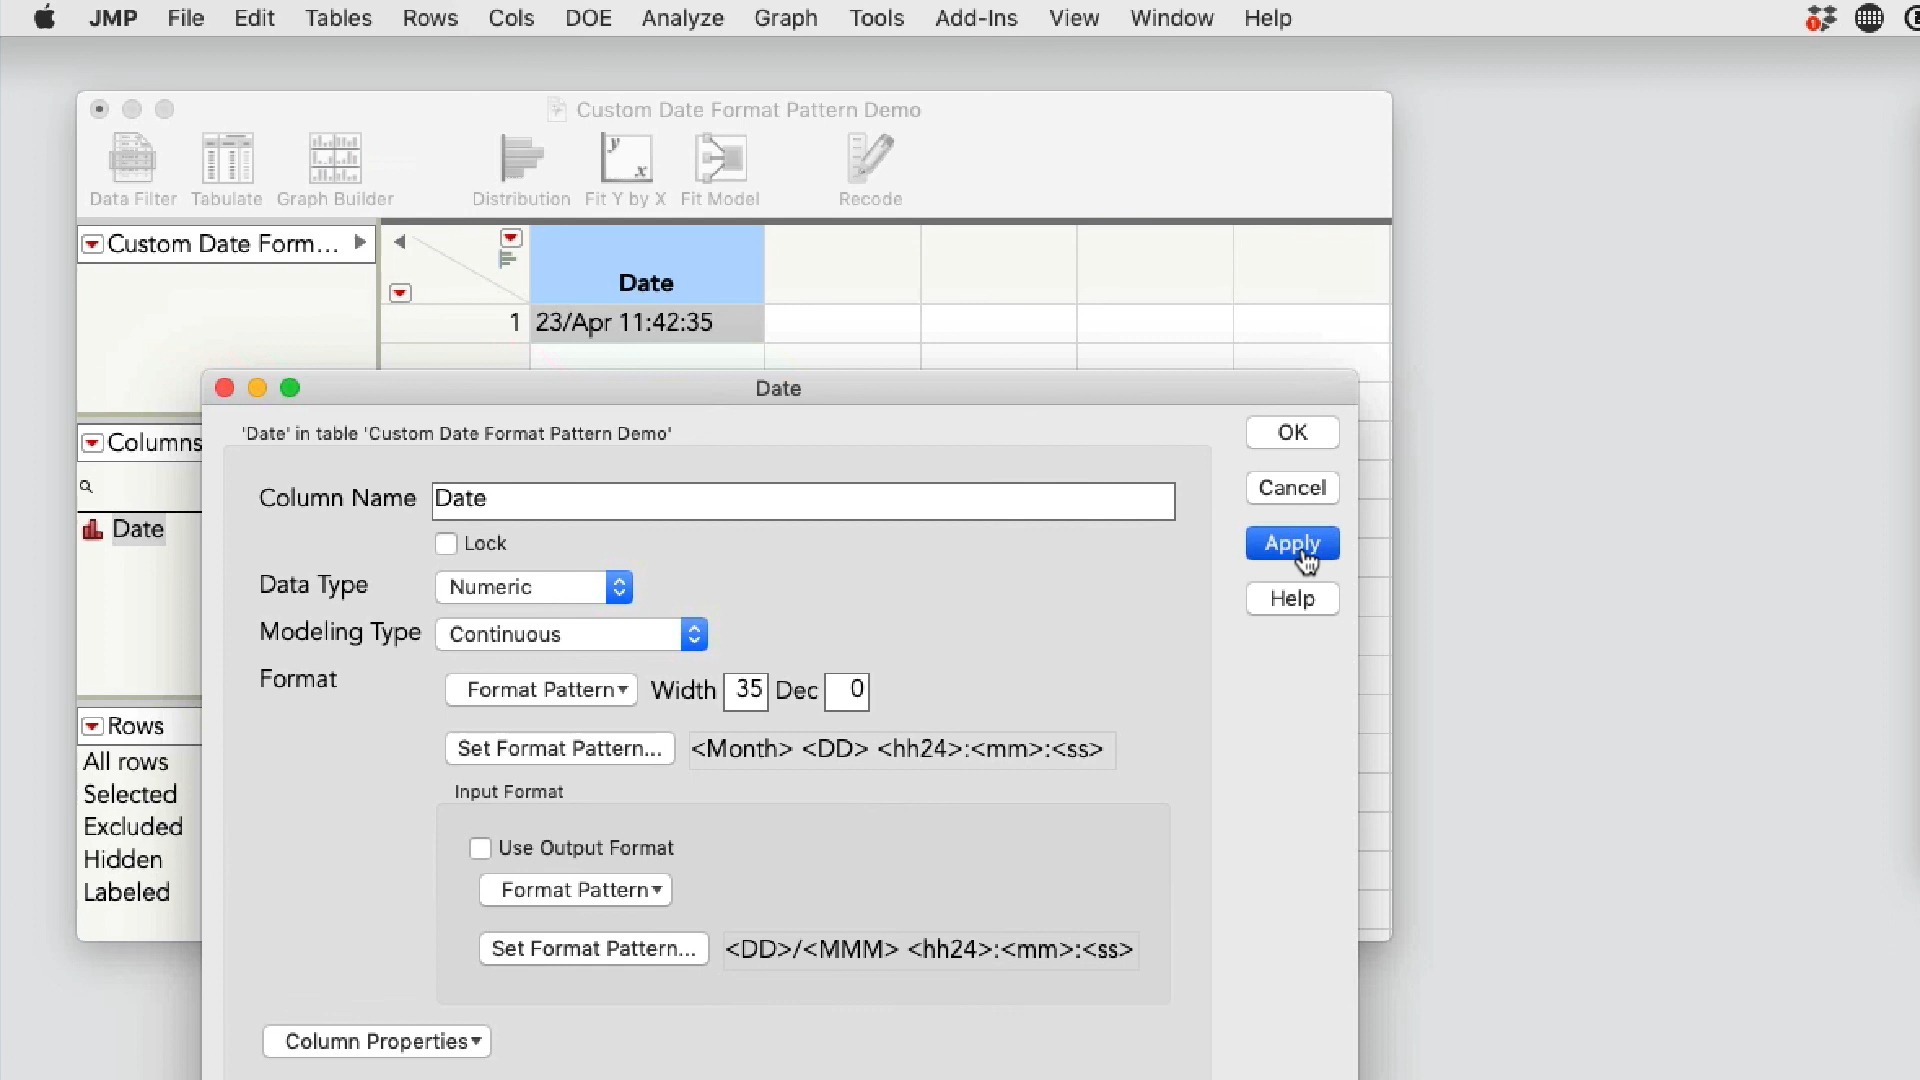 JMP File Edit Tables Rows Cols DOE Analyze Graph Tools Add-Ins View Window Help
Custom Date Format Pattern Demo
Data Filter Tabulate Graph Builder Distribution Fit Y by X Fit Model Recode
Custom Date Form...
Date
1 23/Apr 11:42:35
Date
'Date' in table 'Custom Date Format Pattern Demo'
OK
Columns
Column Name Date
Cancel
Date
Lock
Apply
Data Type Numeric
Help
Modeling Type Continuous
Format Format Pattern Width 35 Dec 0
Rows
Set Format Pattern... <Month> <DD> <hh24>:<mm>:<ss>
All rows
Input Format
Selected
Excluded
Use Output Format
Hidden
Labeled
Format Pattern
Set Format Pattern... <DD>/<MMM> <hh24>:<mm>:<ss>
Column Properties